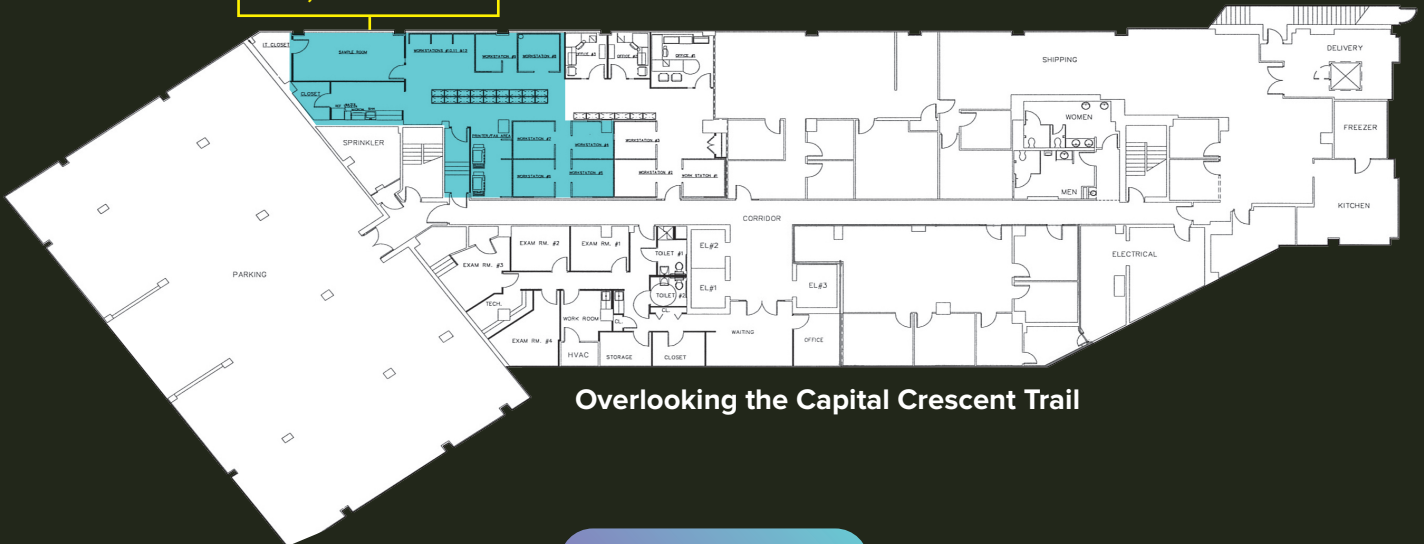 IT CLOSET
SAMPLE ROOM
WORKSTATIONS #10,11 &12
WORKSTATION #9
WORKSTATION #8
OFFICE #3
OFFICE #2
OFFICE #1
SHIPPING
DELIVERY
CLOSET
WOMEN
FREEZER
SPRINKLER
PRINTER/FAX AREA
WORKSTATION #7
WORKSTATION #4
WORKSTATION #3
WORKSTATION #6
WORKSTATION #5
WORKSTATION #2
WORK STATION #1
MEN
KITCHEN
CORRIDOR
EXAM RM. #2
EXAM RM. #1
EL#2
TOILET #1
ELECTRICAL
EXAM RM. #3
PARKING
EL#1
EL#3
TOILET #2
TECH.
CL.
WORK ROOM
CL.
WAITING
EXAM RM. #4
OFFICE
HVAC
STORAGE
CLOSET
Overlooking the Capital Crescent Trail